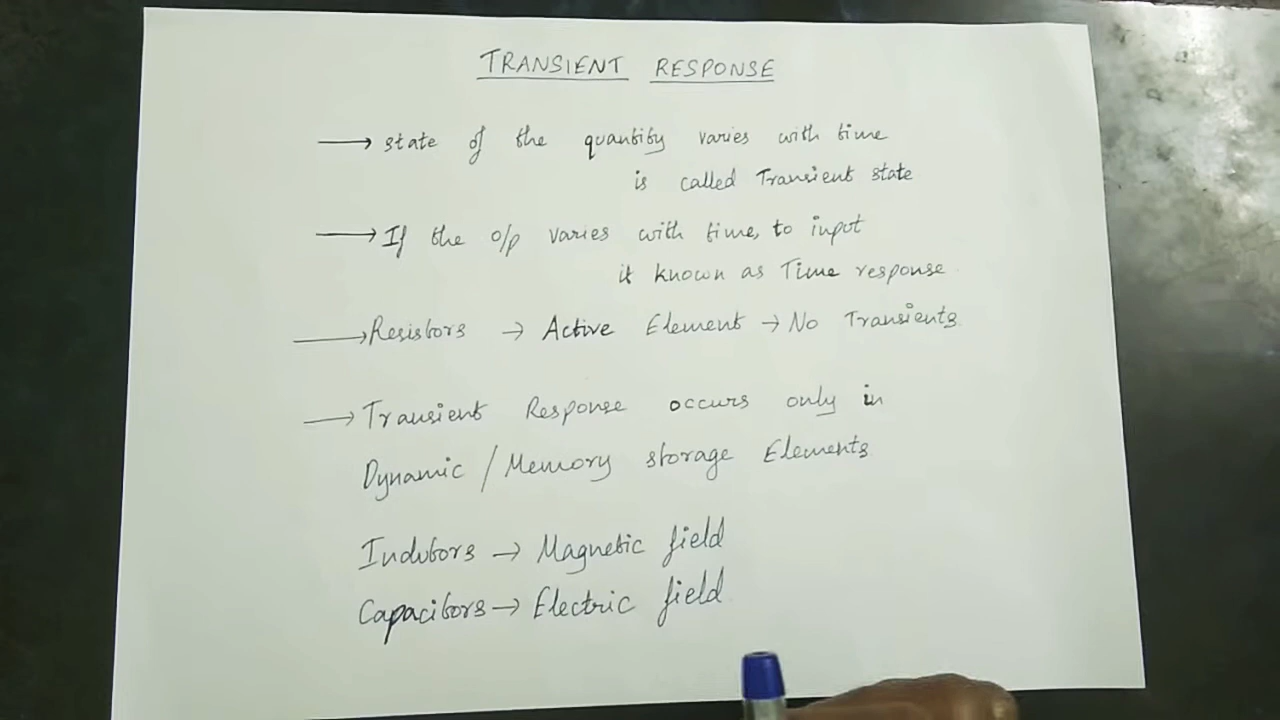 TRANSIENT RESPONSE
→ state of the quantity varies with time
is called Transient state
→ If the o/p varies with time, to input
it known as Time response
→ Resistors → Active Element → No Transients
→ Transient Response occurs only in
Dynamic / Memory storage Elements
Indutors → Magnetic field
Capacitors → Electric field